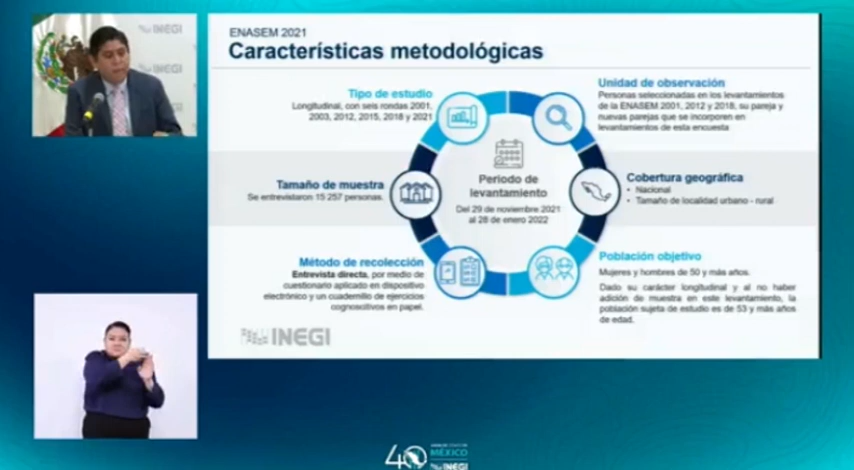 INEGI
INEGI
ENASEM 2021
Características metodológicas
Tipo de estudio
Longitudinal, con seis rondas 2001,
2003, 2012, 2015, 2018 y 2021
Unidad de observación
Personas seleccionadas en los levantamientos
de la ENASEM 2001, 2012 y 2018, su pareja y
nuevas parejas que se incorporen en
levantamientos de esta encuesta
Tamaño de muestra
Se entrevistaron 15 257 personas.
Periodo de
levantamiento
Del 29 de noviembre 2021
al 28 de enero 2022
Cobertura geográfica
• Nacional
• Tamaño de localidad urbano - rural
Método de recolección
Entrevista directa, por medio de
cuestionario aplicado en dispositivo
electrónico y un cuadernillo de ejercicios
cognoscitivos en papel.
Población objetivo
Mujeres y hombres de 50 y más años.
Dado su carácter longitudinal y al no haber
adición de muestra en este levantamiento, la
población sujeta de estudio es de 53 y más años
de edad.
INEGI
40
MÉXICO
INEGI